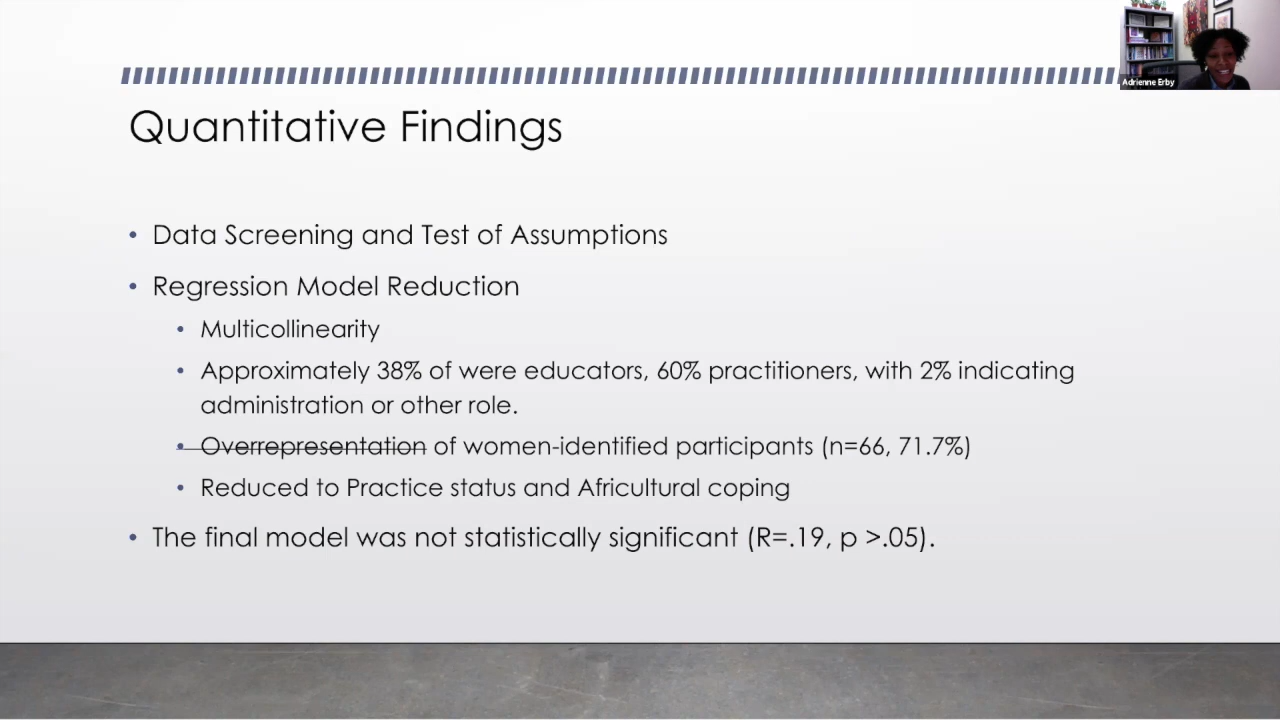 Adrienne Erby
Quantitative Findings
• Data Screening and Test of Assumptions
• Regression Model Reduction
• Multicollinearity
• Approximately 38% of were educators, 60% practitioners, with 2% indicating
administration or other role.
• Overrepresentation of women-identified participants (n=66, 71.7%)
• Reduced to Practice status and Africultural coping
• The final model was not statistically significant (R=.19, p >.05).